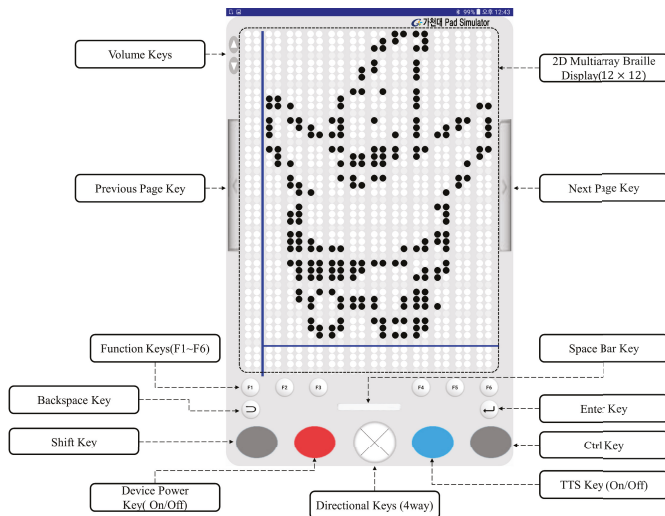 99% 오후 12:43
가천대 Pad Simulator
Volume Keys
2D Multiarray Braille
Display(12 × 12)
Previous Page Key
Next Page Key
Function Keys(F1~F6)
Space Bar Key
F1
F2
F3
F4
F5
F6
Backspace Key
Enter Key
Shift Key
Ctrl Key
Device Power
Key( On/Off)
Directional Keys (4way)
TTS Key (On/Off)